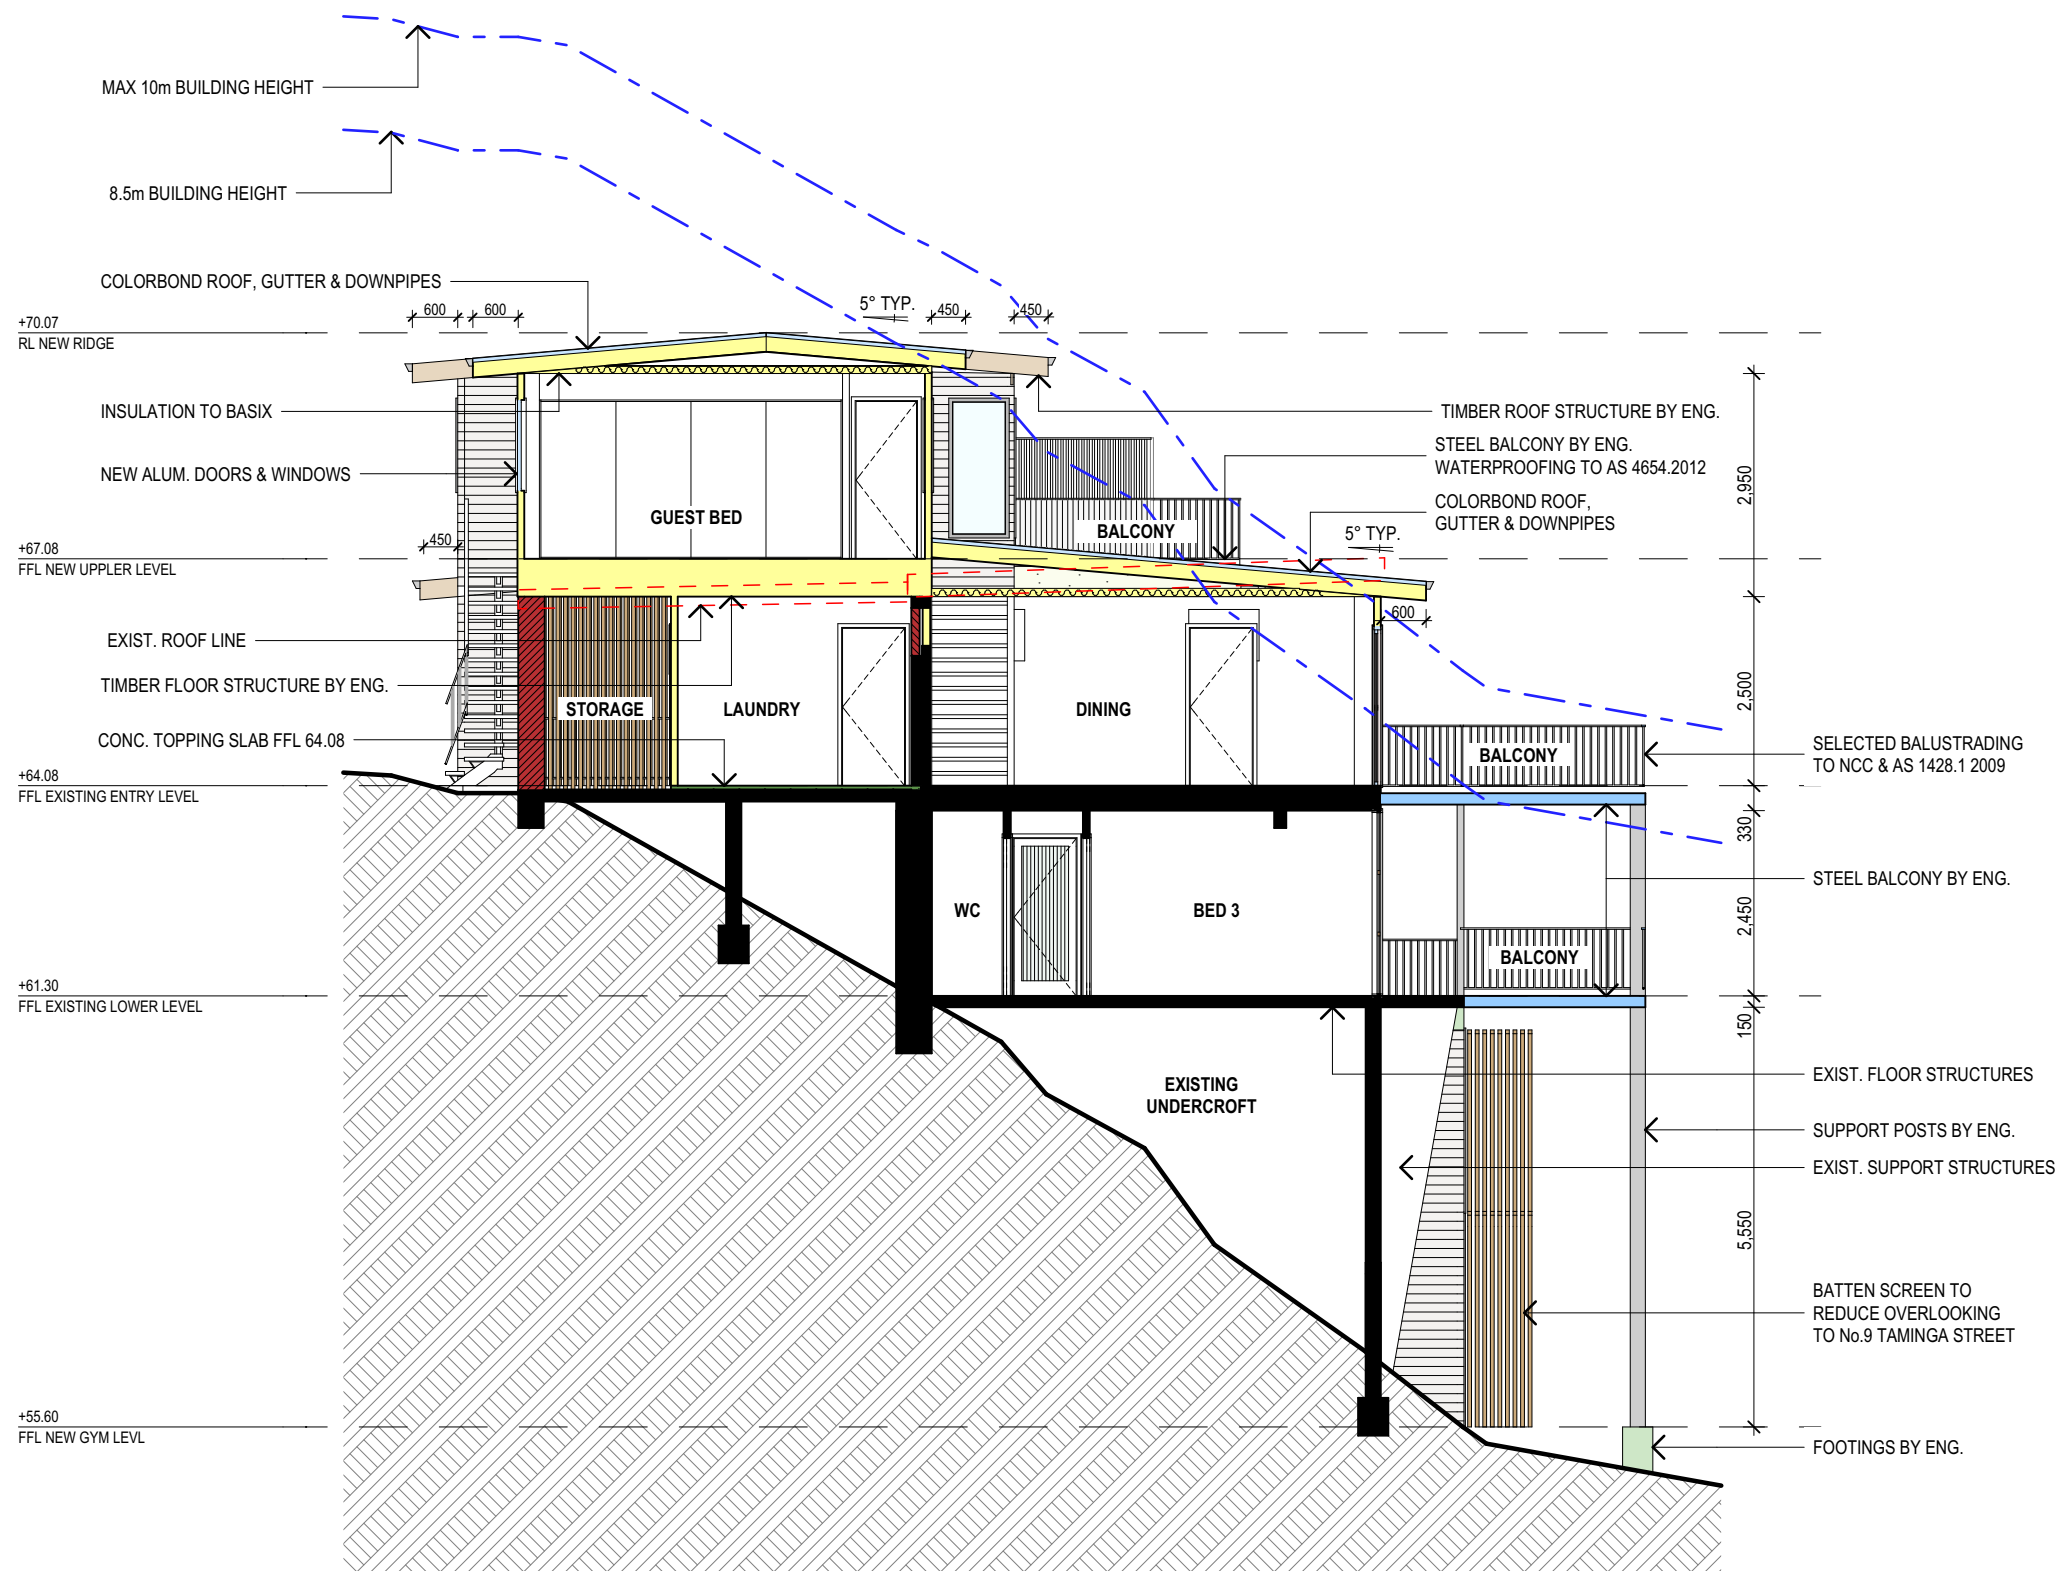 MAX 10m BUILDING HEIGHT
8.5m BUILDING HEIGHT
COLORBOND ROOF, GUTTER & DOWNPIPES
5° TYP.
600
600
450
450
+70.07
RL NEW RIDGE
INSULATION TO BASIX
TIMBER ROOF STRUCTURE BY ENG.
STEEL BALCONY BY ENG.
WATERPROOFING TO AS 4654.2012
NEW ALUM. DOORS & WINDOWS
2,950
COLORBOND ROOF,
GUTTER & DOWNPIPES
GUEST BED
BALCONY
5° TYP.
450
+67.08
FFL NEW UPPLER LEVEL
600
EXIST. ROOF LINE
TIMBER FLOOR STRUCTURE BY ENG.
2,500
STORAGE
LAUNDRY
DINING
CONC. TOPPING SLAB FFL 64.08
BALCONY
SELECTED BALUSTRADING
TO NCC & AS 1428.1 2009
+64.08
FFL EXISTING ENTRY LEVEL
330
STEEL BALCONY BY ENG.
WC
BED 3
2,450
BALCONY
+61.30
FFL EXISTING LOWER LEVEL
150
EXISTING
UNDERCROFT
EXIST. FLOOR STRUCTURES
SUPPORT POSTS BY ENG.
EXIST. SUPPORT STRUCTURES
5,550
BATTEN SCREEN TO
REDUCE OVERLOOKING
TO No.9 TAMINGA STREET
+55.60
FFL NEW GYM LEVL
FOOTINGS BY ENG.